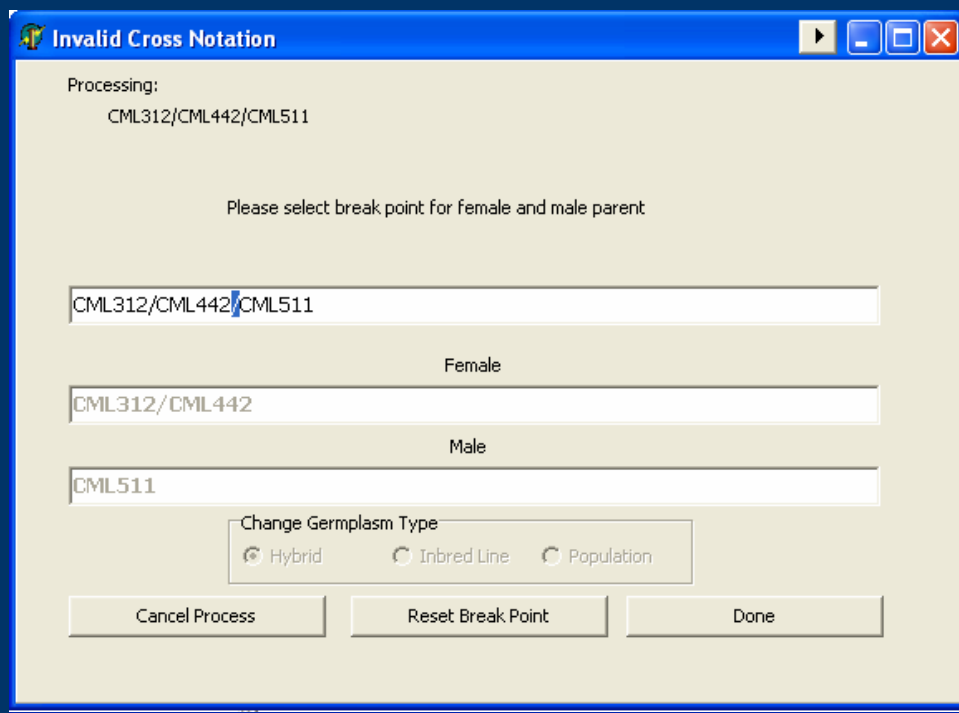 Invalid Cross Notation
Processing:
CML312/CML442/CML511
Please select break point for female and male parent
CML312/CML442/CML511
Female
CML312/CML442
Male
CML511
Change Germplasm Type
Hybrid Inbred Line Population
Cancel Process Reset Break Point Done